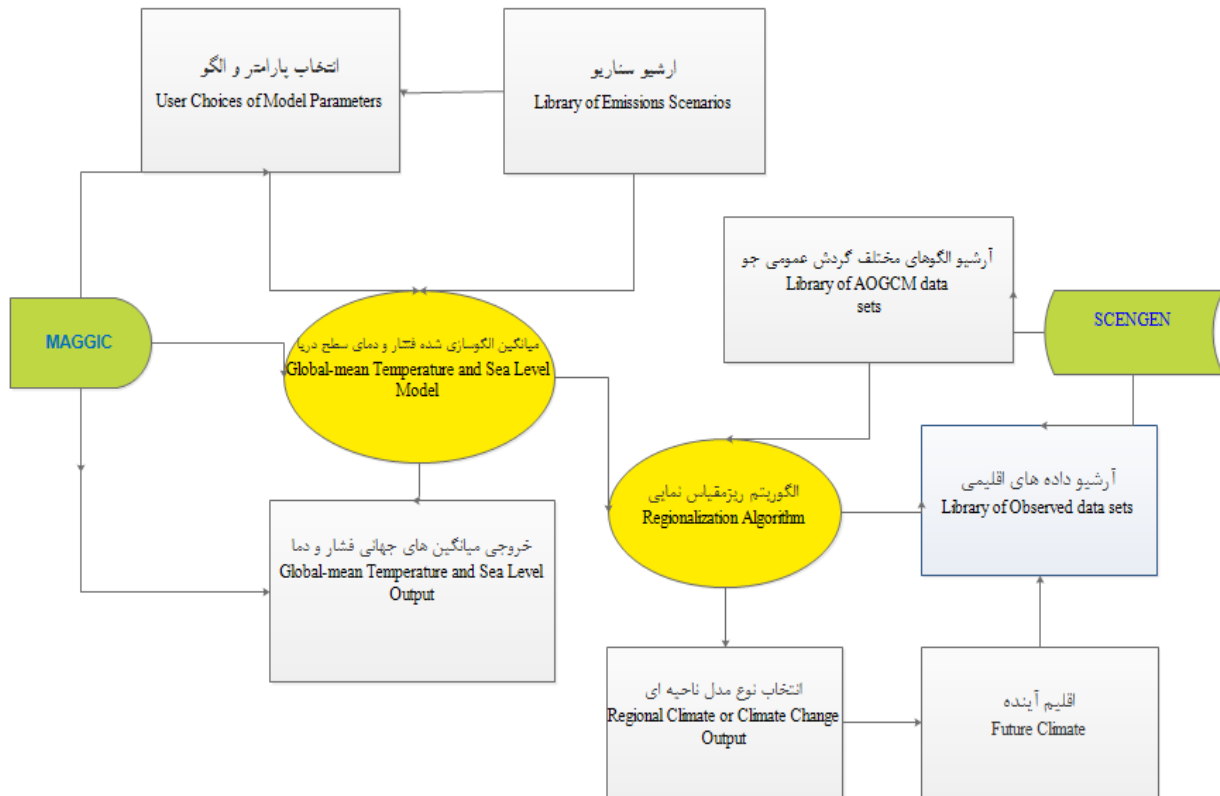 انتخاب پارامتر و الگو
User Choices of Model Parameters
ارشیو سناریو
Library of Emissions Scenarios
آرشیو الگوهای مختلف گردش عمومی جو
Library of AOGCM data
sets
SCENGEN
MAGGIC
میانگین الگوسازی شده فشار و دمای سطح دریا
Global-mean Temperature and Sea Level
Model
الگوریتم ریزمقیاس نمایی
Regionalization Algorithm
آرشیو داده های اقلیمی
Library of Observed data sets
خروجی میانگین های جهانی فشار و دما
Global-mean Temperature and Sea Level
Output
انتخاب نوع مدل ناحیه ای
Regional Climate or Climate Change
Output
اقلیم آینده
Future Climate